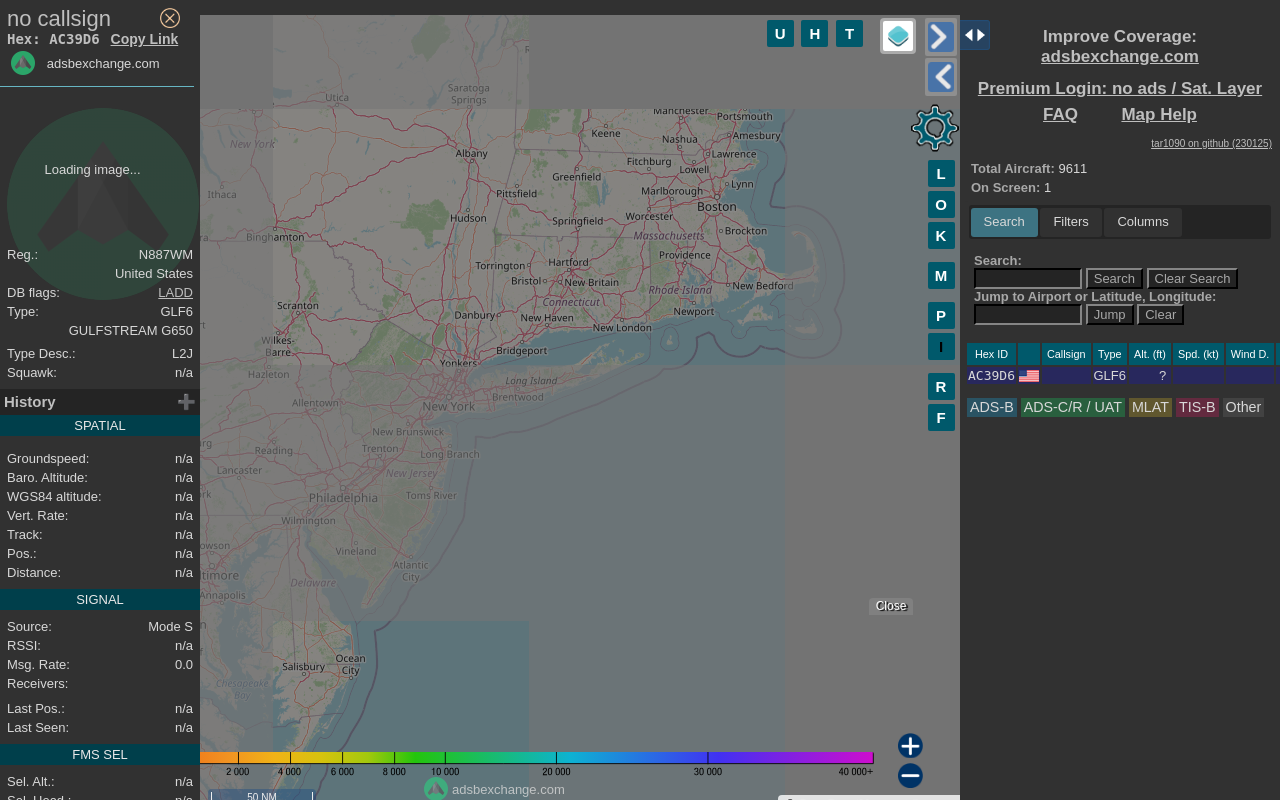 no callsign
Hex: AC39D6 Copy Link
adsbexchange.com
Loading image...
Reg.: N887WM
United States
DB flags: LADD
Type: GLF6
GULFSTREAM G650
Type Desc.: L2J
Squawk: n/a
History
SPATIAL
Groundspeed: n/a
Baro. Altitude: n/a
WGS84 altitude: n/a
Vert. Rate: n/a
Track: n/a
Pos.: n/a
Distance: n/a
SIGNAL
Source: Mode S
RSSI: n/a
Msg. Rate: 0.0
Receivers:
Last Pos.: n/a
Last Seen: n/a
FMS SEL
Sel. Alt.: n/a
Sel. Head.: n/a
U H T
L
O
K
M
P
I
R
F
Utica
Saratoga
Springs
New York
Albany
Ithaca
Binghamton
Hudson
Pittsfield
Greenfield
Keene
Manchester
Portsmouth
Nashua
Amesbury
Fitchburg
Lawrence
Lowell
Marlborough
Lynn
Boston
Springfield
Worcester
Massachusetts
Brockton
Providence
Torrington
Hartford
Bristol
New Britain
Connecticut
Rhode Island
New Bedford
Newport
Scranton
Danbury
New Haven
New London
Wilkes-
Barre
Bridgeport
Yonkers
Hazleton
Long Island
Brentwood
Allentown
New York
New Brunswick
Reading
Trenton
Long Branch
Lancaster
New Jersey
Philadelphia
Toms River
Wilmington
Vineland
Atlantic
City
Delaware
Annapolis
Ocean
City
Salisbury
Chesapeake
Bay
Close
2 000 4 000 6 000 8 000 10 000 20 000 30 000 40 000+
adsbexchange.com
50 NM
Improve Coverage:
adsbexchange.com
Premium Login: no ads / Sat. Layer
FAQ Map Help
tar1090 on github (230125)
Total Aircraft: 9611
On Screen: 1
Search Filters Columns
Search:
Search Clear Search
Jump to Airport or Latitude, Longitude:
Jump Clear
Hex ID Callsign Type Alt. (ft) Spd. (kt) Wind D.
AC39D6 GLF6 ?
ADS-B ADS-C/R / UAT MLAT TIS-B Other